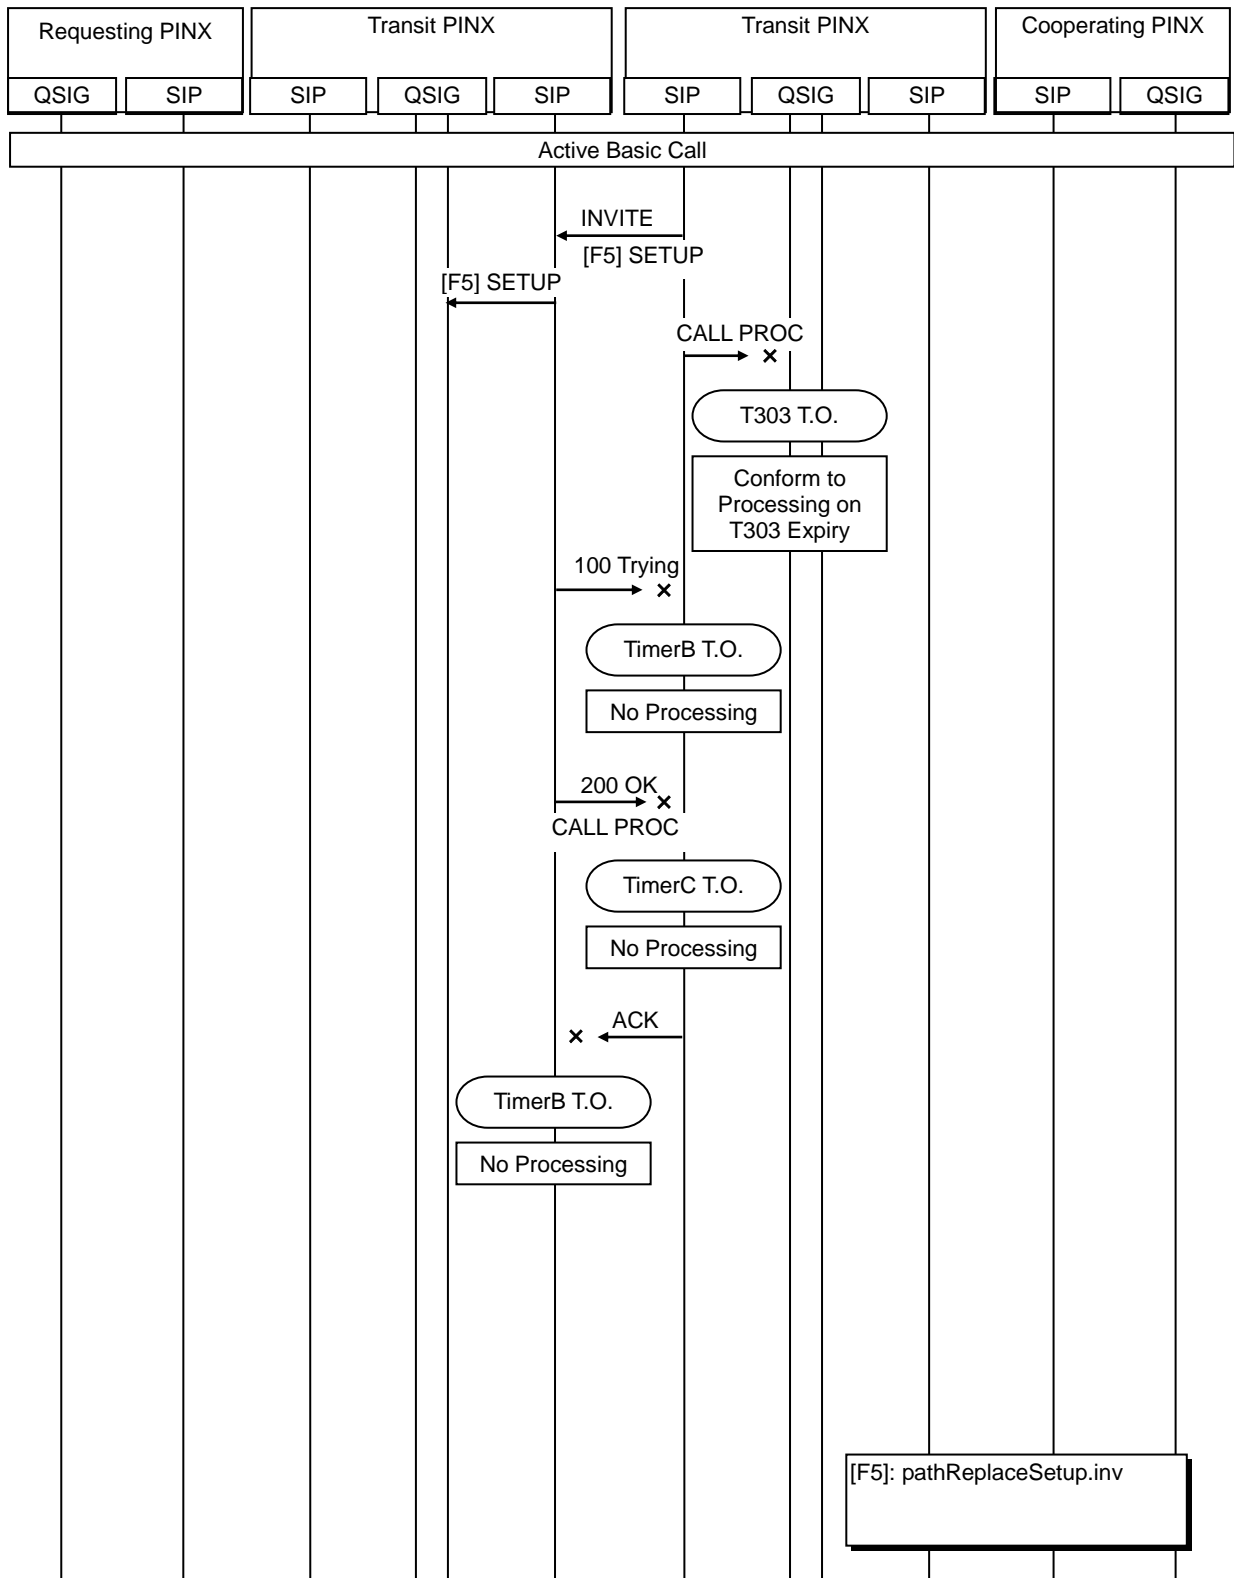 Requesting PINX
Transit PINX
Transit PINX
Cooperating PINX
QSIG
SIP
SIP
QSIG
SIP
SIP
QSIG
SIP
SIP
QSIG
Active Basic Call
INVITE
[F5] SETUP
[F5] SETUP
CALL PROC
T303 T.O.
Conform to
Processing on
T303 Expiry
100 Trying
TimerB T.O.
No Processing
200 OK
CALL PROC
TimerC T.O.
No Processing
ACK
TimerB T.O.
No Processing
[F5]: pathReplaceSetup.inv